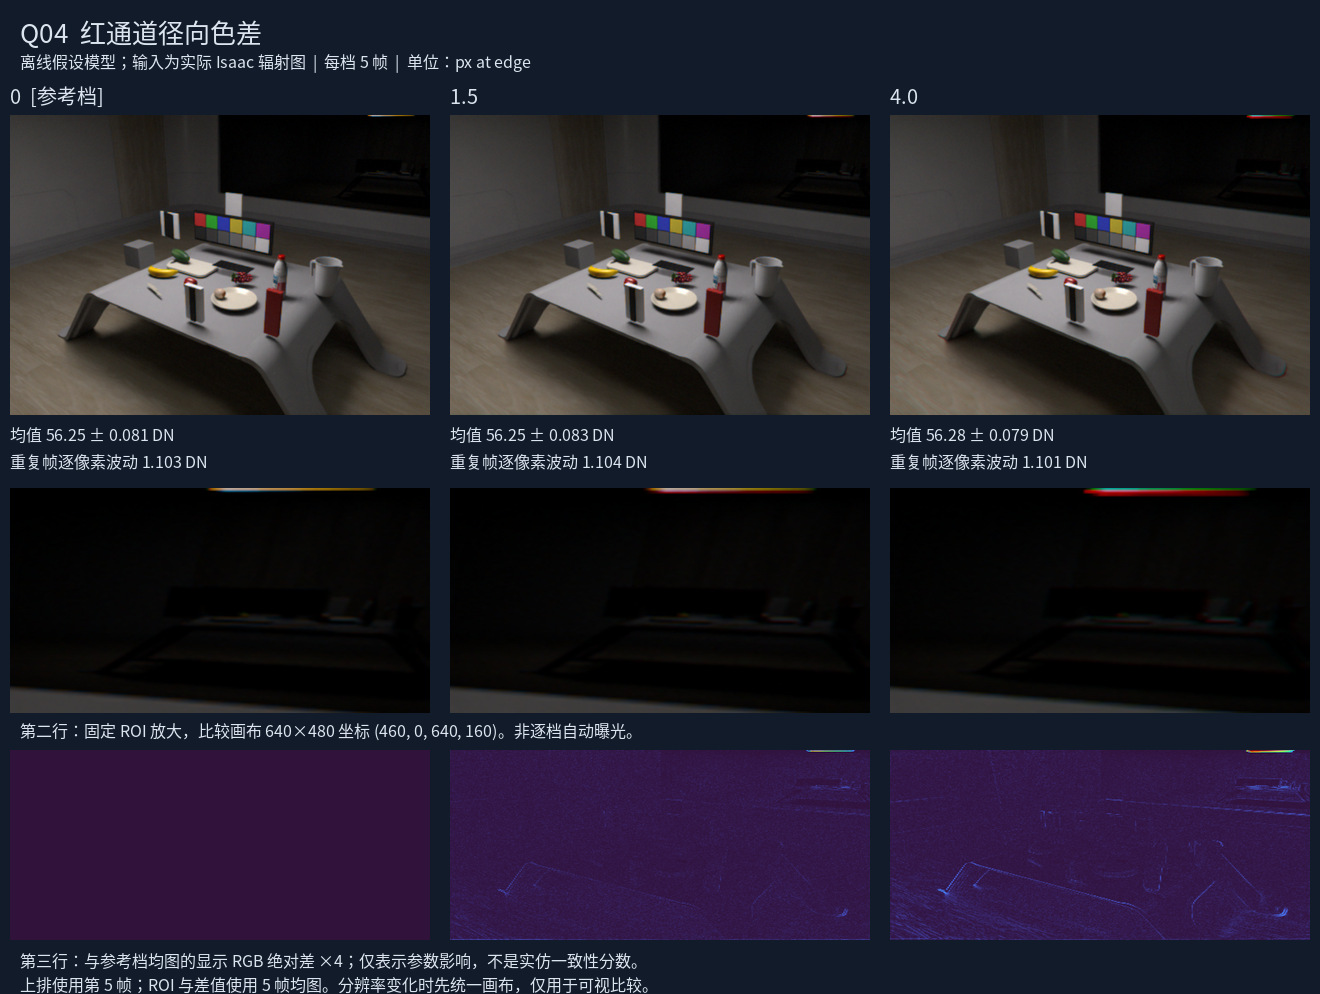 Q04 红通道径向色差
离线假设模型；输入为实际 Isaac 辐射图 | 每档 5 帧 | 单位：px at edge
0 [参考档]
1.5
4.0
均值 56.25 ± 0.081 DN
均值 56.25 ± 0.083 DN
均值 56.28 ± 0.079 DN
重复帧逐像素波动 1.103 DN
重复帧逐像素波动 1.104 DN
重复帧逐像素波动 1.101 DN
第二行：固定 ROI 放大，比较画布 640×480 坐标 (460, 0, 640, 160)。非逐档自动曝光。
第三行：与参考档均图的显示 RGB 绝对差 ×4；仅表示参数影响，不是实仿一致性分数。
上排使用第 5 帧；ROI 与差值使用 5 帧均图。分辨率变化时先统一画布，仅用于可视比较。